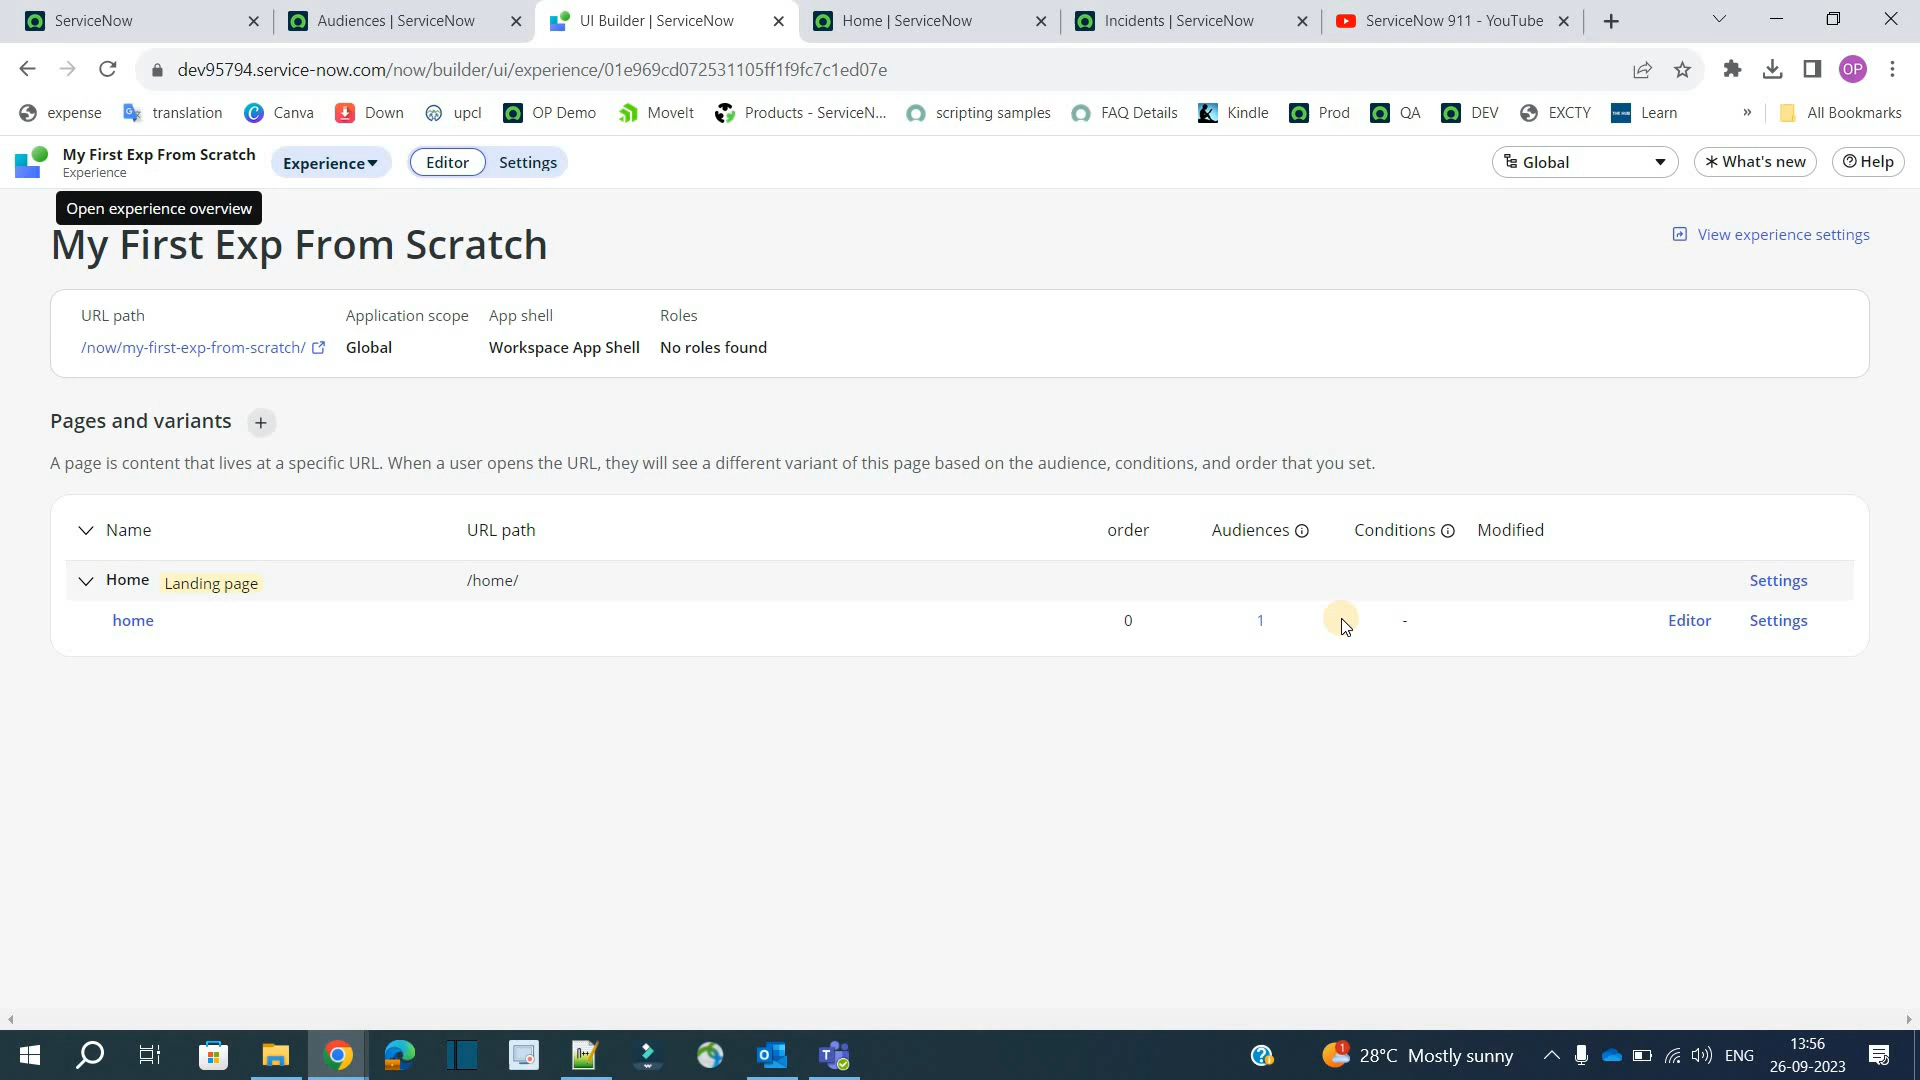 ServiceNow
Audiences | ServiceNow
UI Builder | ServiceNow
Home | ServiceNow
Incidents | ServiceNow
ServiceNow 911 - YouTube
dev95794.service-now.com/now/builder/ui/experience/01e969cd072531105ff1f9fc7c1ed07e
OP
expense
translation
Canva
Down
upcl
OP Demo
MoveIt
Products - ServiceN...
scripting samples
FAQ Details
Kindle
Prod
QA
DEV
EXCTY
Learn
»
All Bookmarks
My First Exp From Scratch
Experience
Experience
Editor
Settings
Global
What's new
Help
Open experience overview
My First Exp From Scratch
View experience settings
URL path
Application scope
App shell
Roles
/now/my-first-exp-from-scratch/
Global
Workspace App Shell
No roles found
Pages and variants +
A page is content that lives at a specific URL. When a user opens the URL, they will see a different variant of this page based on the audience, conditions, and order that you set.
Name
URL path
order
Audiences
Conditions
Modified
Home
Landing page
/home/
Settings
home
0
1
-
Editor
Settings
1
28°C Mostly sunny
ENG
13:56
26-09-2023